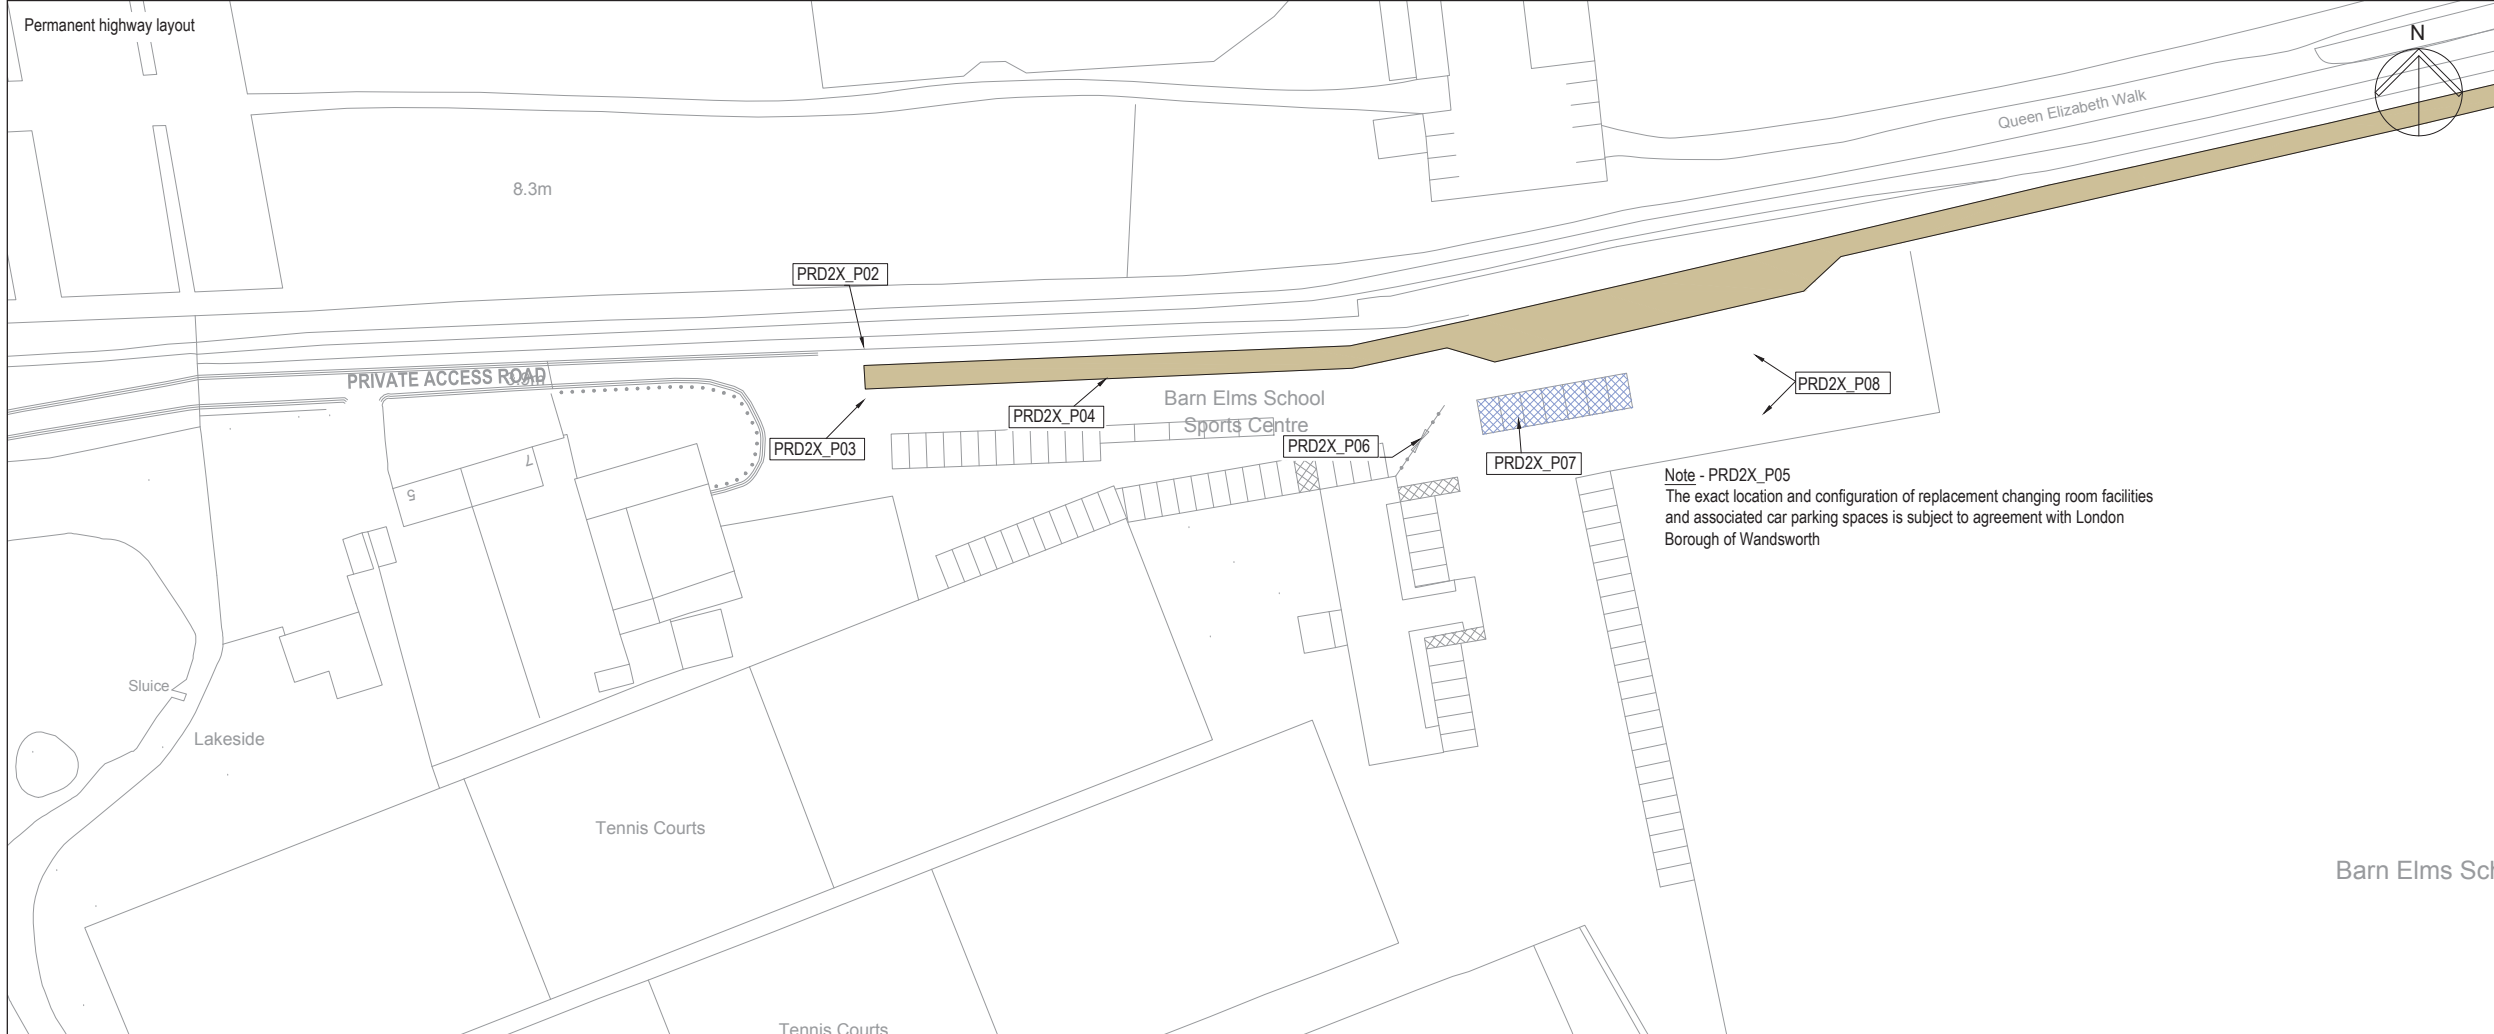 Permanent highway layout
N
Queen Elizabeth Walk
8.3m
PRD2X_P02
PRIVATE ACCESS ROAD
PRD2X_P08
Barn Elms School
Sports Centre
PRD2X_P04
PRD2X_P03
PRD2X_P06
PRD2X_P07
7
5
Note - PRD2X_P05
The exact location and configuration of replacement changing room facilities
and associated car parking spaces is subject to agreement with London
Borough of Wandsworth
Sluice
Lakeside
Tennis Courts
Barn Elms Sch
Tennis Courts